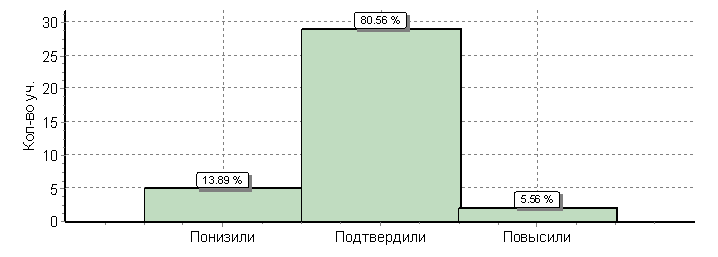 Кол-во уч.
30
25
20
15
10
5
0
80.56 %
13.89 %
5.56 %
Понизили
Подтвердили
Повысили